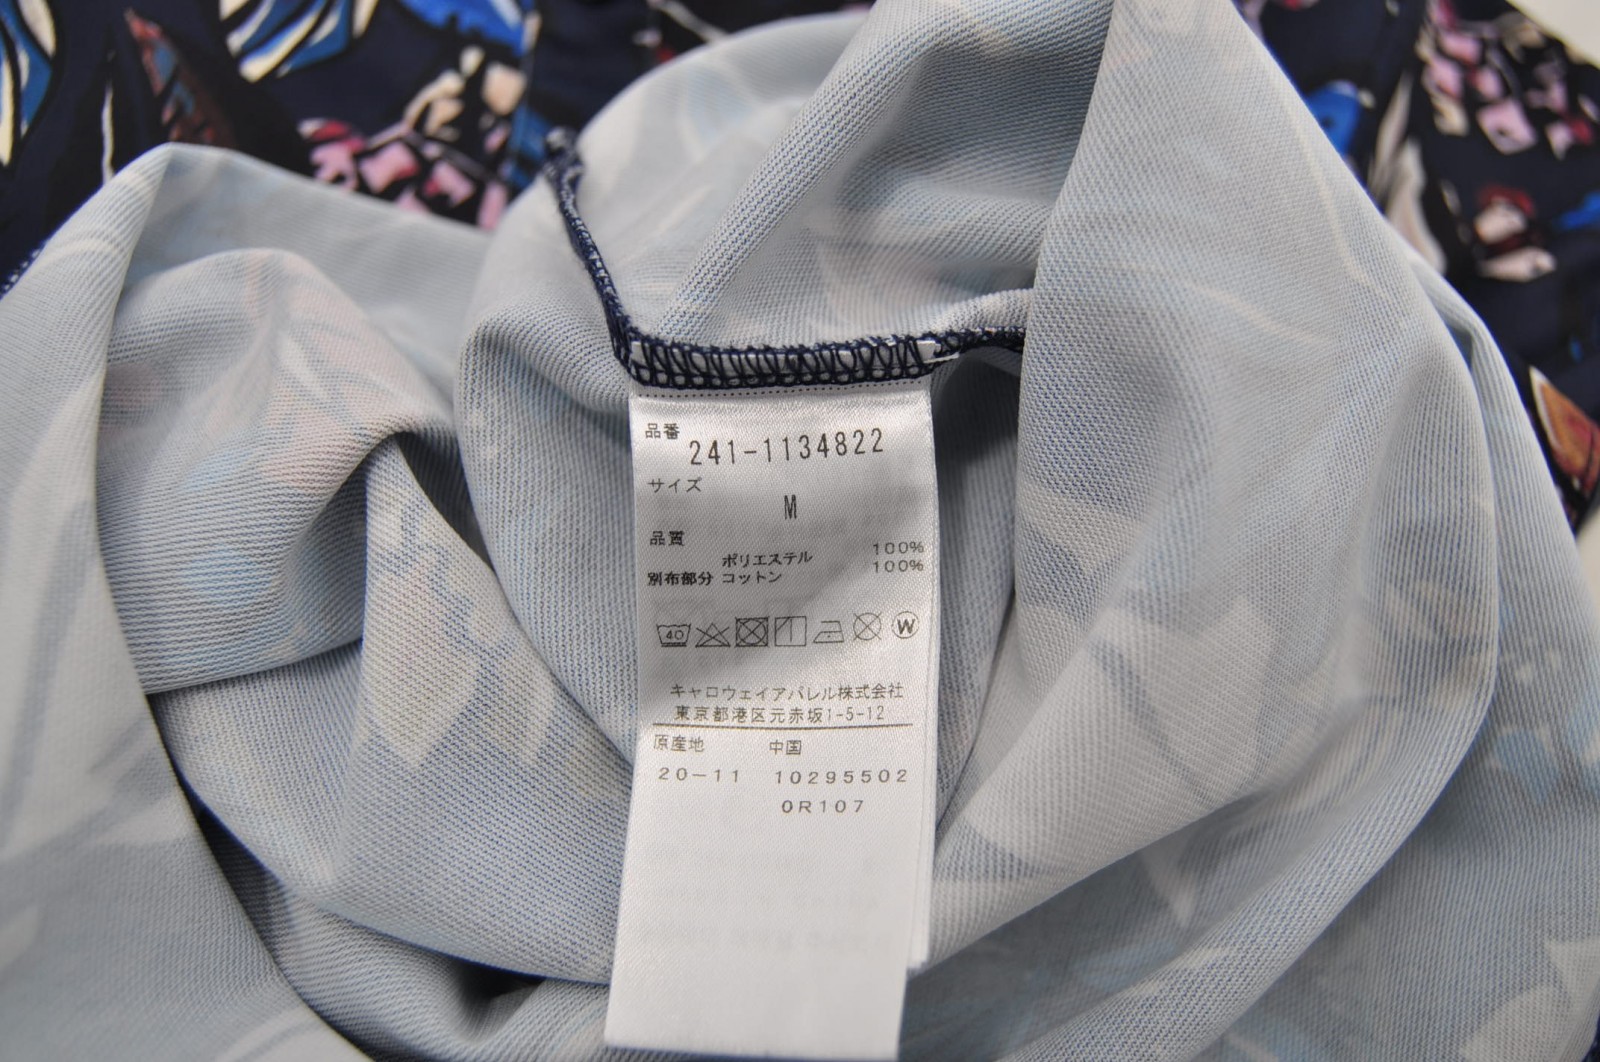 品番
241-1134822
サイズ
M
品質
ポリエステル 100%
別布部分 コットン 100%
40 W
キャロウェイアパレル株式会社
東京都港区元赤坂1-5-12
原産地 中国
20-11 10295502
0R107